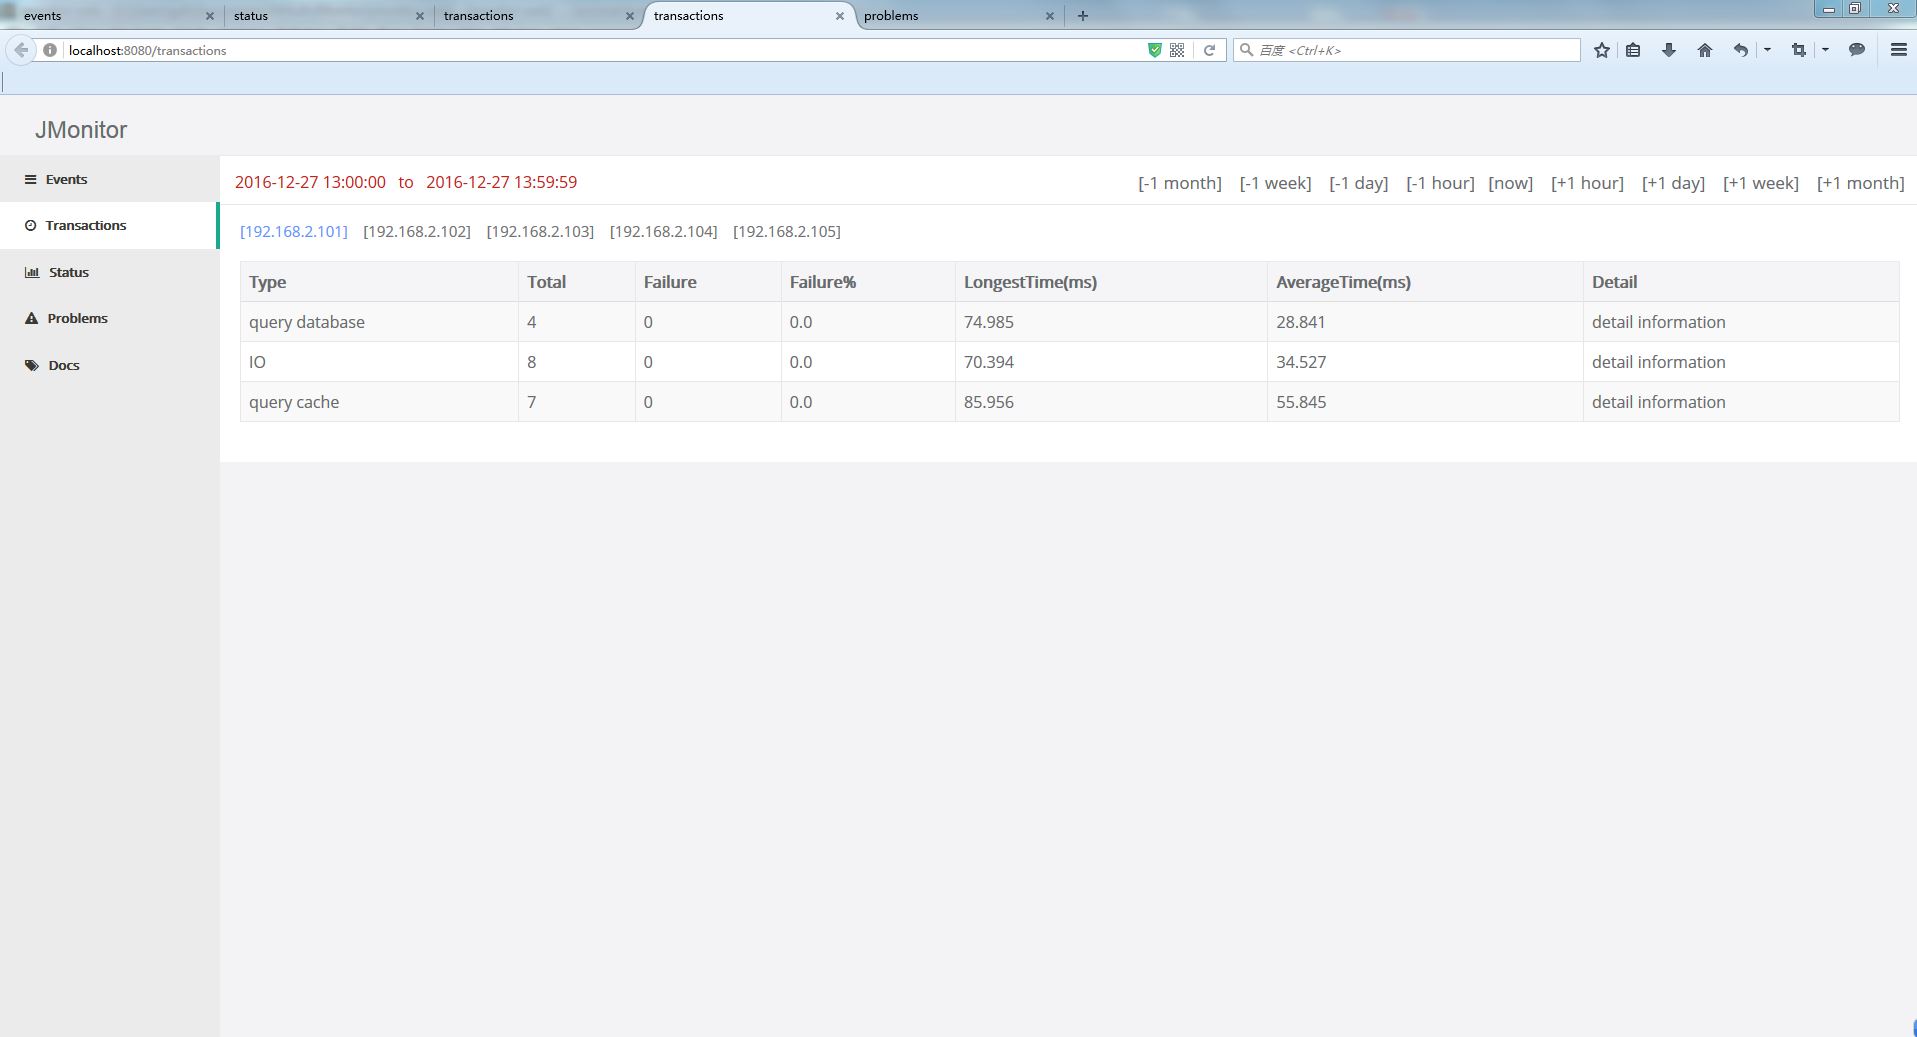 events status transactions transactions problems
localhost:8080/transactions 百度 <Ctrl+K>
JMonitor
Events
Transactions
Status
Problems
Docs
2016-12-27 13:00:00 to 2016-12-27 13:59:59 [-1 month] [-1 week] [-1 day] [-1 hour] [now] [+1 hour] [+1 day] [+1 week] [+1 month]
[192.168.2.101] [192.168.2.102] [192.168.2.103] [192.168.2.104] [192.168.2.105]
Type Total Failure Failure% LongestTime(ms) AverageTime(ms) Detail
query database 4 0 0.0 74.985 28.841 detail information
IO 8 0 0.0 70.394 34.527 detail information
query cache 7 0 0.0 85.956 55.845 detail information